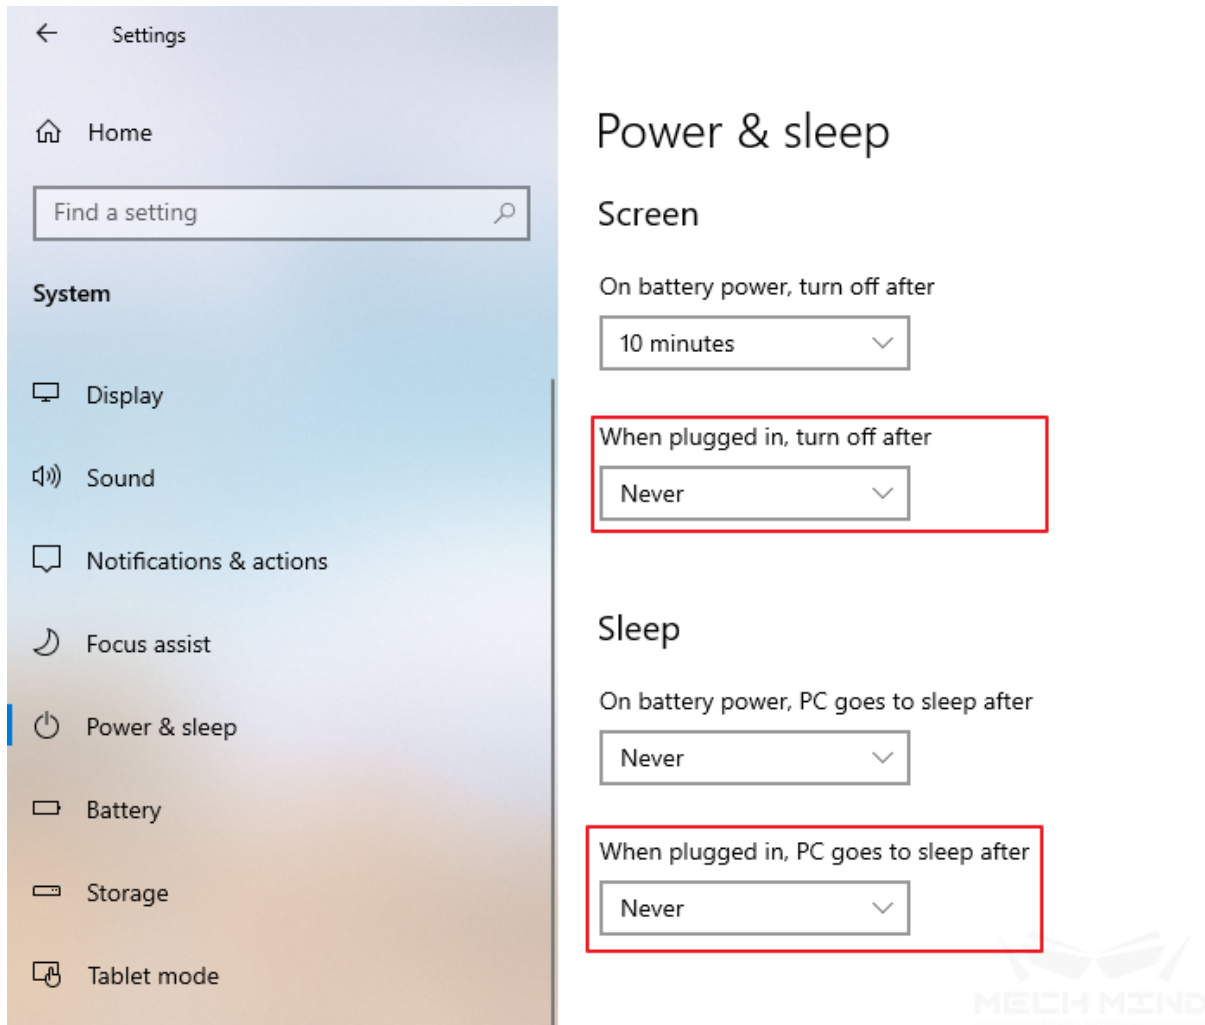 Settings
Home
Find a setting
System
Display
Sound
Notifications & actions
Focus assist
Power & sleep
Battery
Storage
Tablet mode
Power & sleep
Screen
On battery power, turn off after
10 minutes
When plugged in, turn off after
Never
Sleep
On battery power, PC goes to sleep after
Never
When plugged in, PC goes to sleep after
Never
MECH MIND